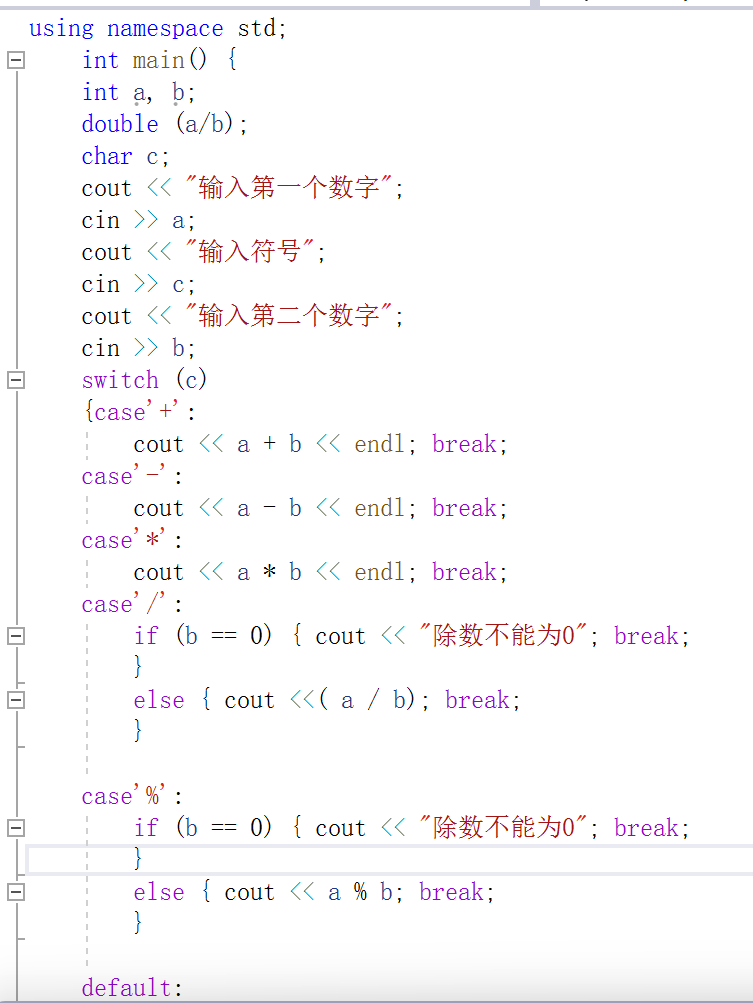 using namespace std;
int main() {
int a, b;
double (a/b);
char c;
cout << "输入第一个数字";
cin >> a;
cout << "输入符号";
cin >> c;
cout << "输入第二个数字";
cin >> b;
switch (c)
{case'+':
cout << a + b << endl; break;
case'-':
cout << a - b << endl; break;
case'*':
cout << a * b << endl; break;
case'/':
if (b == 0) { cout << "除数不能为0"; break;
}
else { cout <<( a / b); break;
}
case'%':
if (b == 0) { cout << "除数不能为0"; break;
}
else { cout << a % b; break;
}
default: